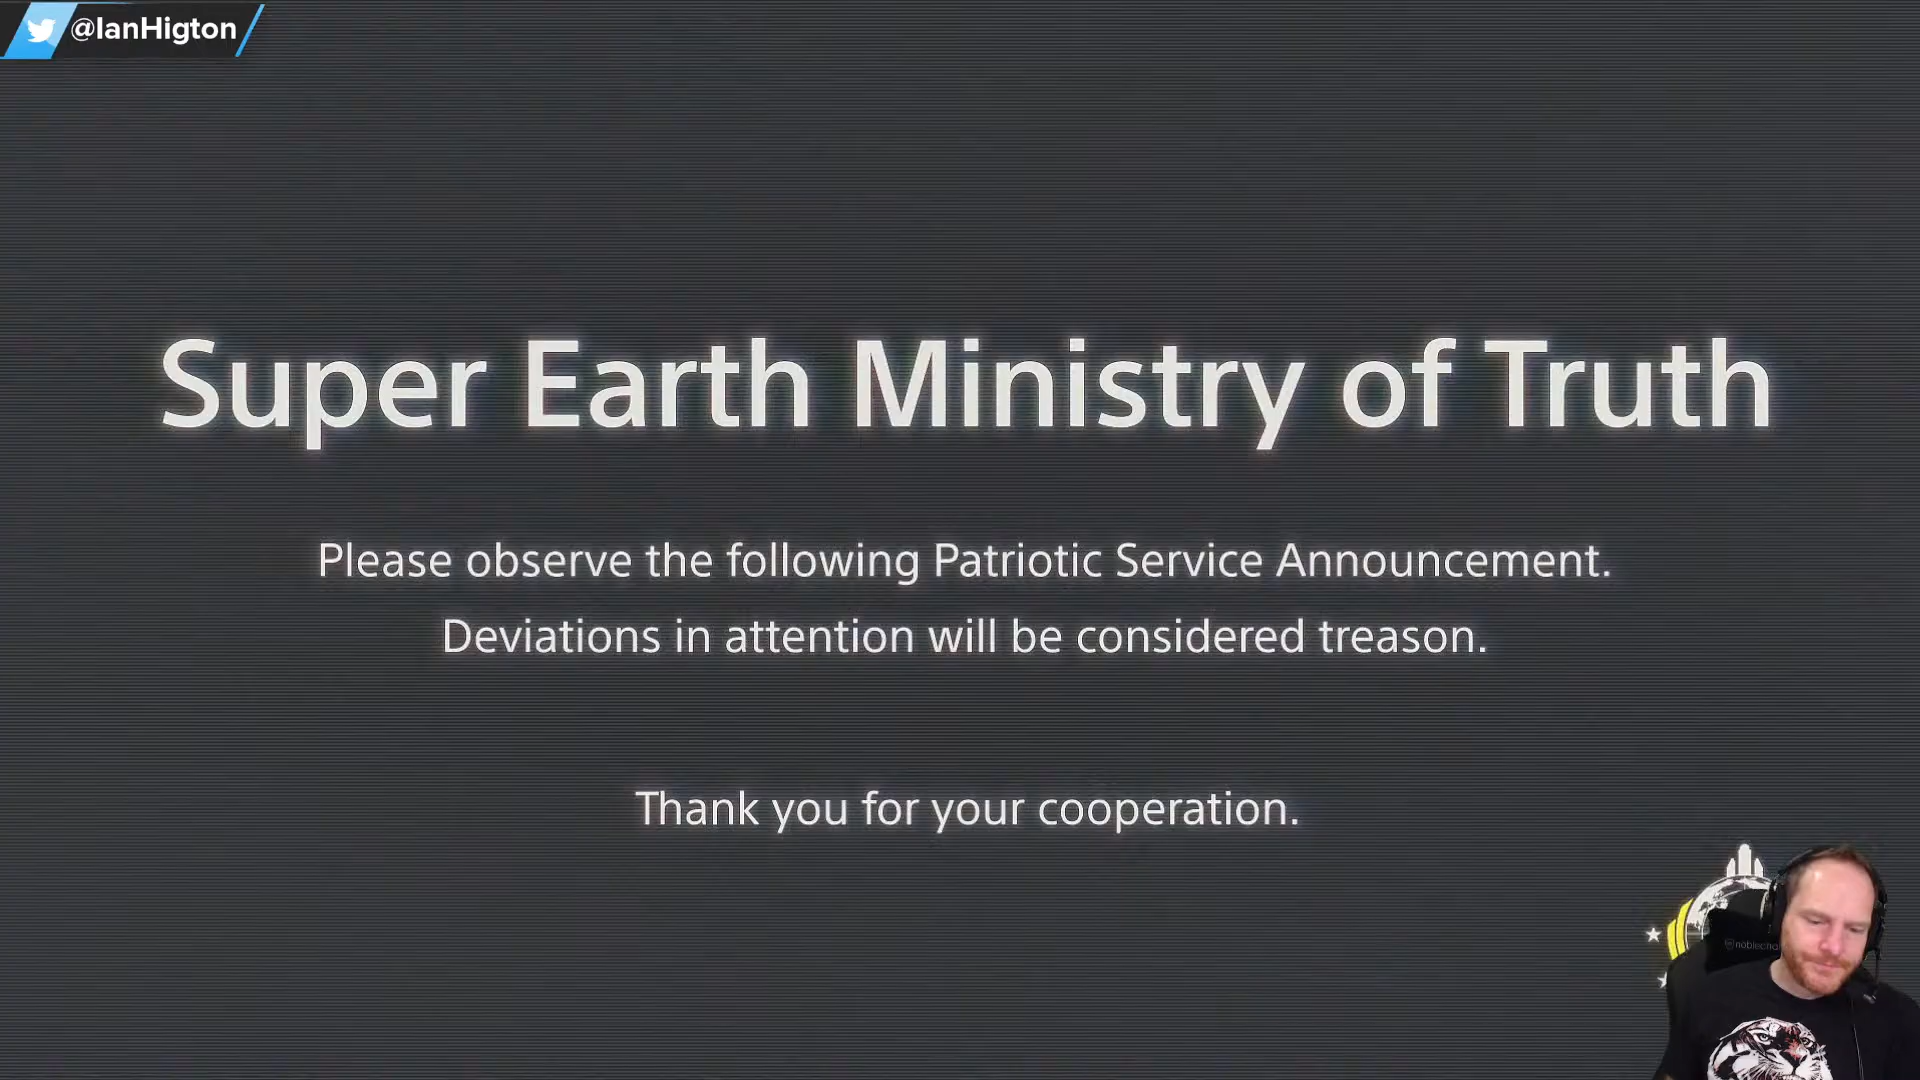 @IanHigton
Super Earth Ministry of Truth
Please observe the following Patriotic Service Announcement.
Deviations in attention will be considered treason.
Thank you for your cooperation.